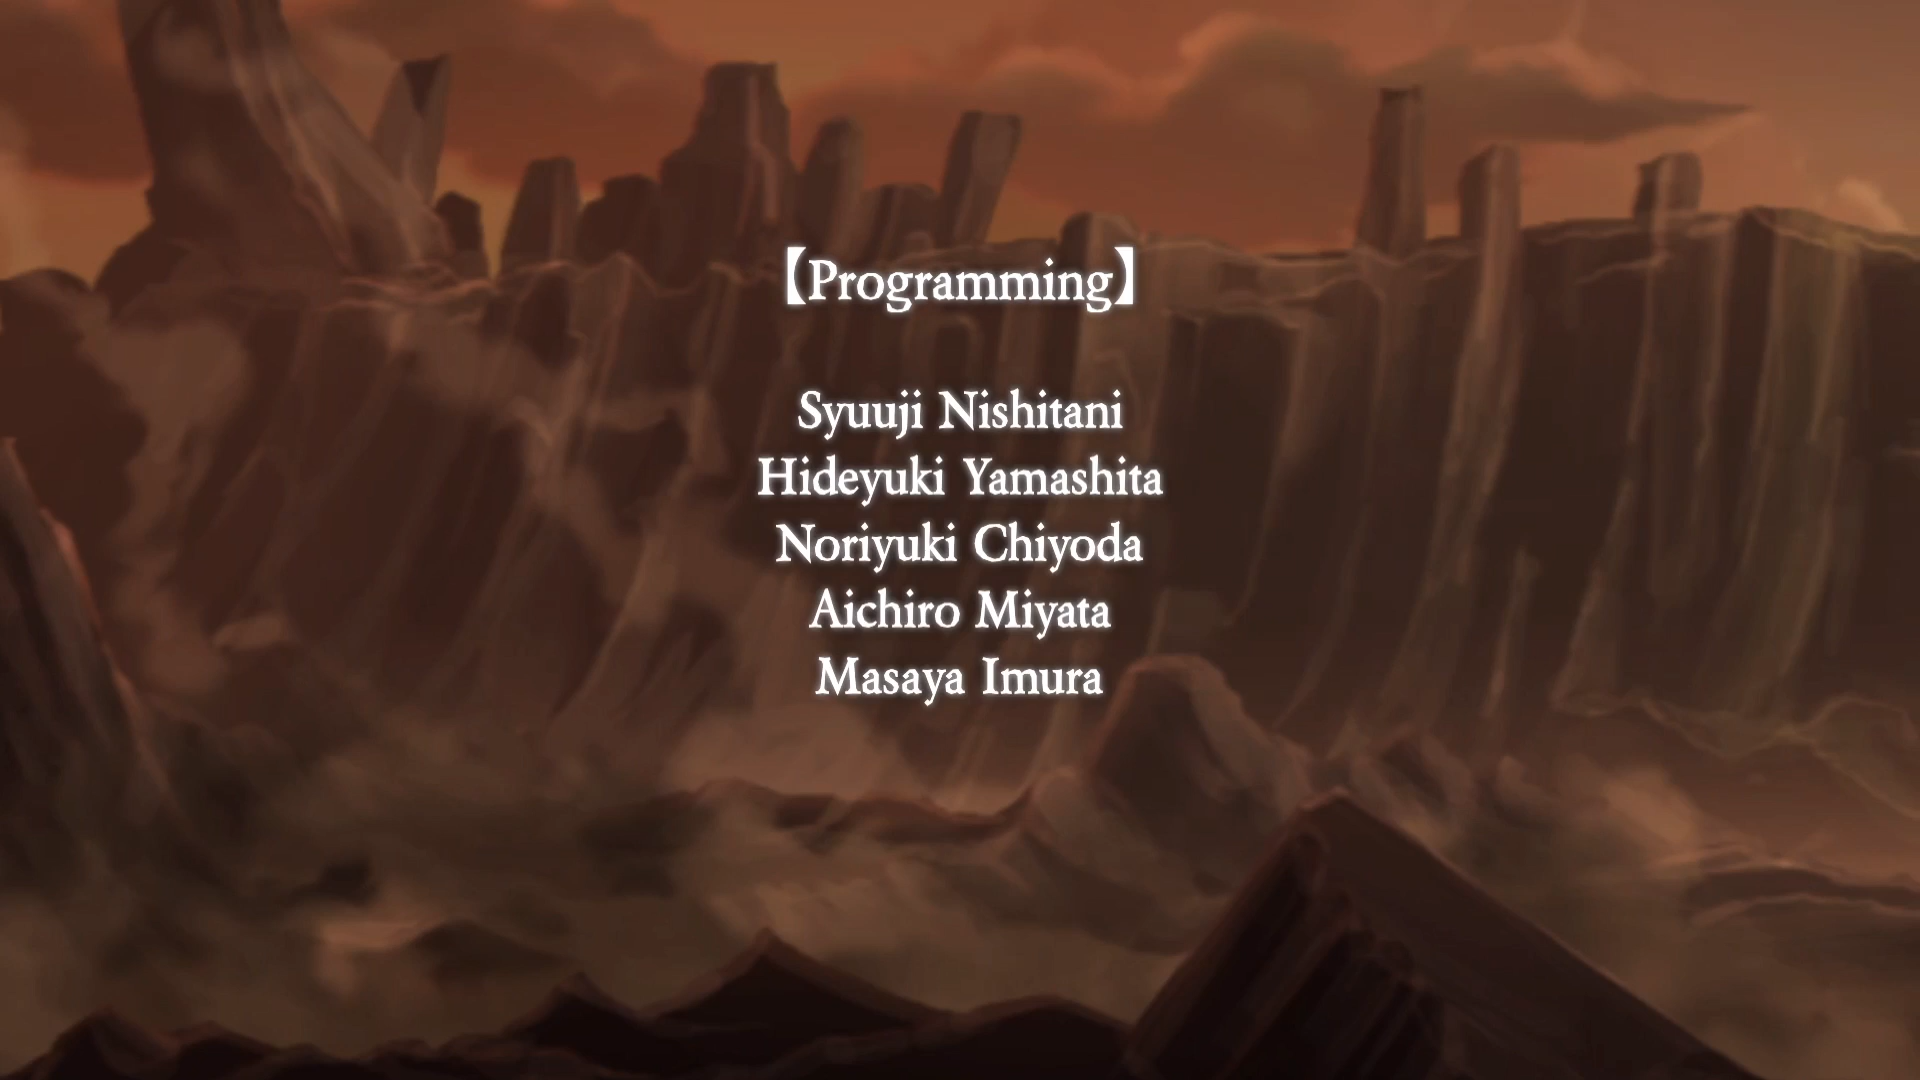 【Programming】
Syuuji Nishitani
Hideyuki Yamashita
Noriyuki Chiyoda
Aichiro Miyata
Masaya Imura